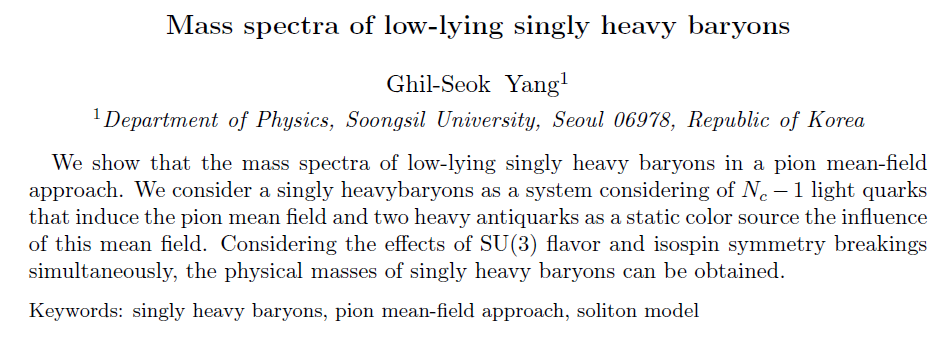 Mass spectra of low-lying singly heavy baryons
Ghil-Seok Yang¹
¹Department of Physics, Soongsil University, Seoul 06978, Republic of Korea
We show that the mass spectra of low-lying singly heavy baryons in a pion mean-field
approach. We consider a singly heavybaryons as a system considering of N_c − 1 light quarks
that induce the pion mean field and two heavy antiquarks as a static color source the influence
of this mean field. Considering the effects of SU(3) flavor and isospin symmetry breakings
simultaneously, the physical masses of singly heavy baryons can be obtained.
Keywords: singly heavy baryons, pion mean-field approach, soliton model